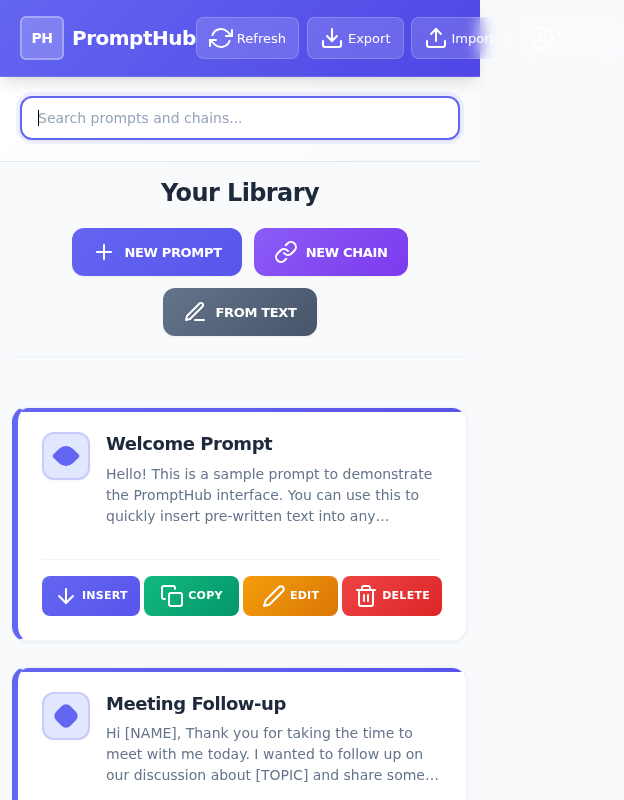 PH PromptHub Refresh Export Import Settings
Search prompts and chains...
Your Library
NEW PROMPT NEW CHAIN
FROM TEXT
Welcome Prompt
Hello! This is a sample prompt to demonstrate
the PromptHub interface. You can use this to
quickly insert pre-written text into any...
INSERT COPY EDIT DELETE
Meeting Follow-up
Hi [NAME], Thank you for taking the time to
meet with me today. I wanted to follow up on
our discussion about [TOPIC] and share some...